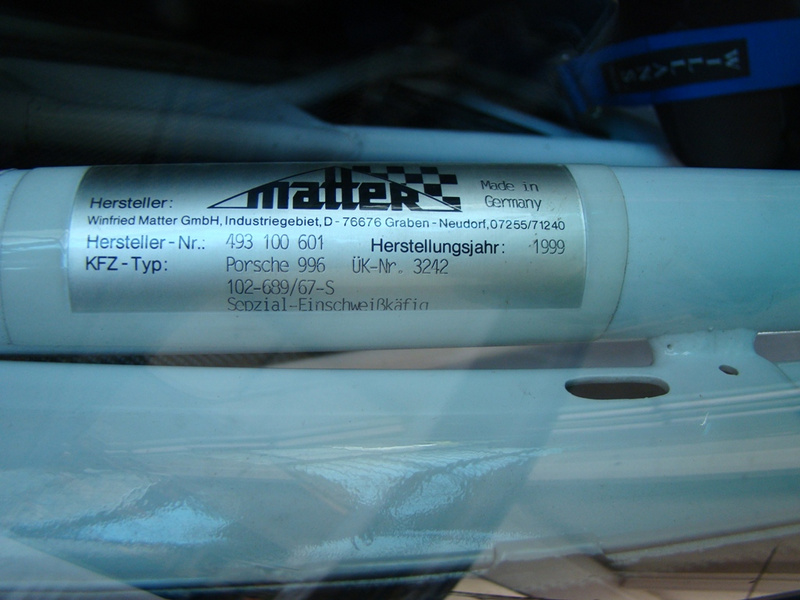 WILLANS
Hersteller: matter Made in Germany
Winfried Matter GmbH, Industriegebiet, D - 76676 Graben - Neudorf, 07255/71240
Hersteller - Nr.: 493 100 601 Herstellungsjahr: 1999
KFZ - Typ: Porsche 996 ÜK-Nr. 3242
102-689/67-S
Sepzial-Einschweißkäfig